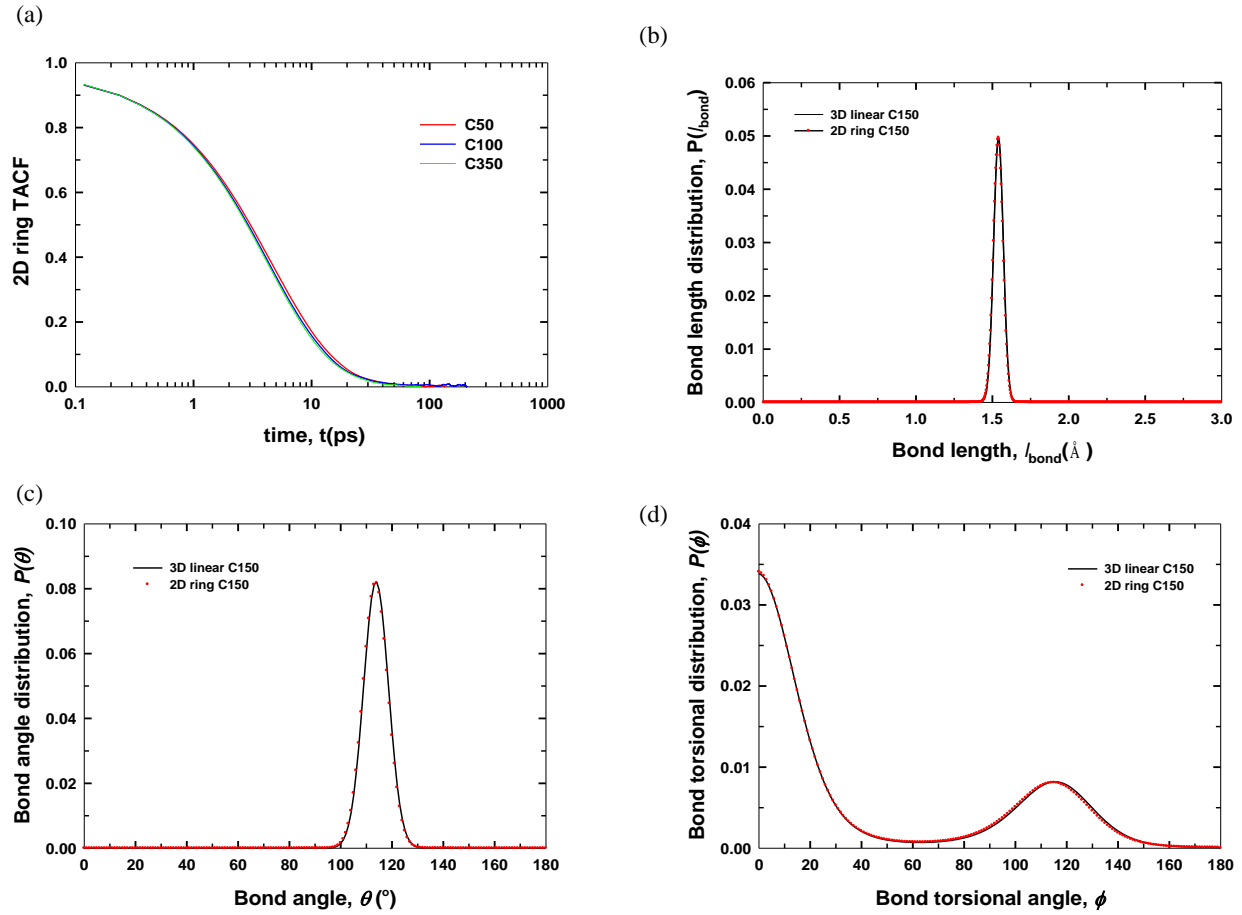 (a)
2D ring TACF
1.0
0.8
0.6
0.4
0.2
0.0
0.1
1
10
100
1000
time, t(ps)
C50
C100
C350
(b)
Bond length distribution, P(l_bond)
0.06
0.05
0.04
0.03
0.02
0.01
0.00
0.0
0.5
1.0
1.5
2.0
2.5
3.0
Bond length, l_bond(Å)
3D linear C150
2D ring C150
(c)
Bond angle distribution, P(θ)
0.10
0.08
0.06
0.04
0.02
0.00
0
20
40
60
80
100
120
140
160
180
Bond angle, θ (º)
3D linear C150
2D ring C150
(d)
Bond torsional distribution, P(ϕ)
0.04
0.03
0.02
0.01
0.00
0
20
40
60
80
100
120
140
160
180
Bond torsional angle, ϕ
3D linear C150
2D ring C150